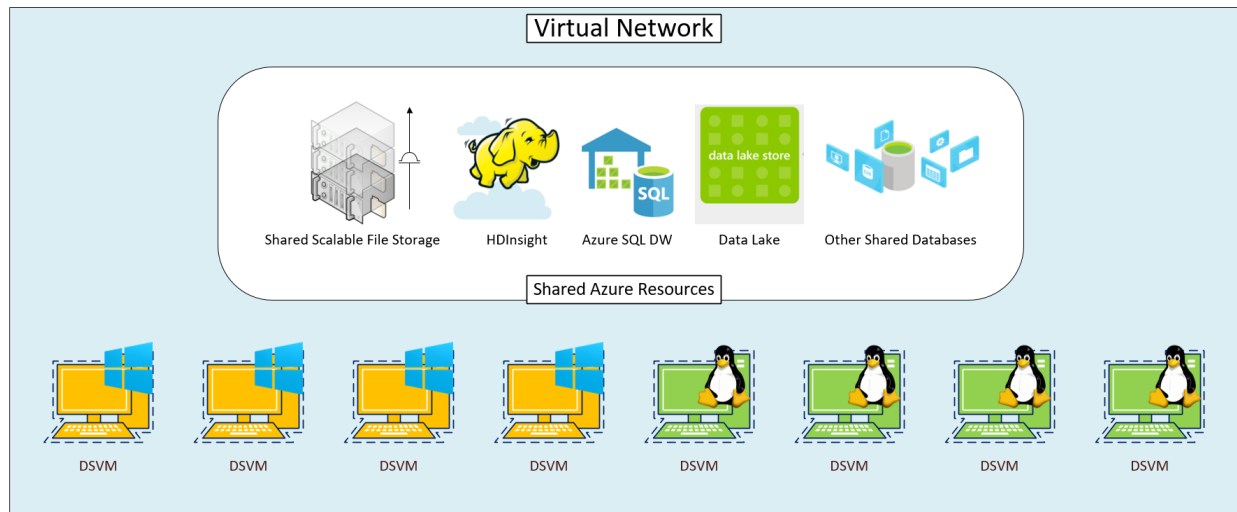 Virtual Network
data lake store
SQL
Shared Scalable File Storage
HDInsight
Azure SQL DW
Data Lake
Other Shared Databases
Shared Azure Resources
DSVM
DSVM
DSVM
DSVM
DSVM
DSVM
DSVM
DSVM